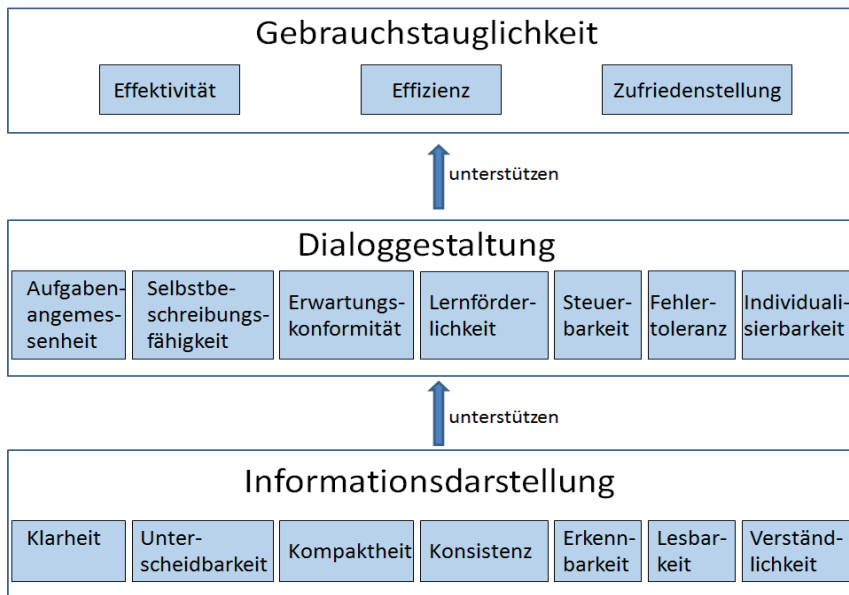 Gebrauchstauglichkeit
Effektivität
Effizienz
Zufriedenstellung
unterstützen
Dialoggestaltung
Aufgaben-
angemes-
senheit
Selbstbe-
schreibungs-
fähigkeit
Erwartungs-
konformität
Lernförder-
lichkeit
Steuer-
barkeit
Fehler-
toleranz
Individuali-
sierbarkeit
unterstützen
Informationsdarstellung
Klarheit
Unter-
scheidbarkeit
Kompaktheit
Konsistenz
Erkenn-
barkeit
Lesbar-
keit
Verständ-
lichkeit